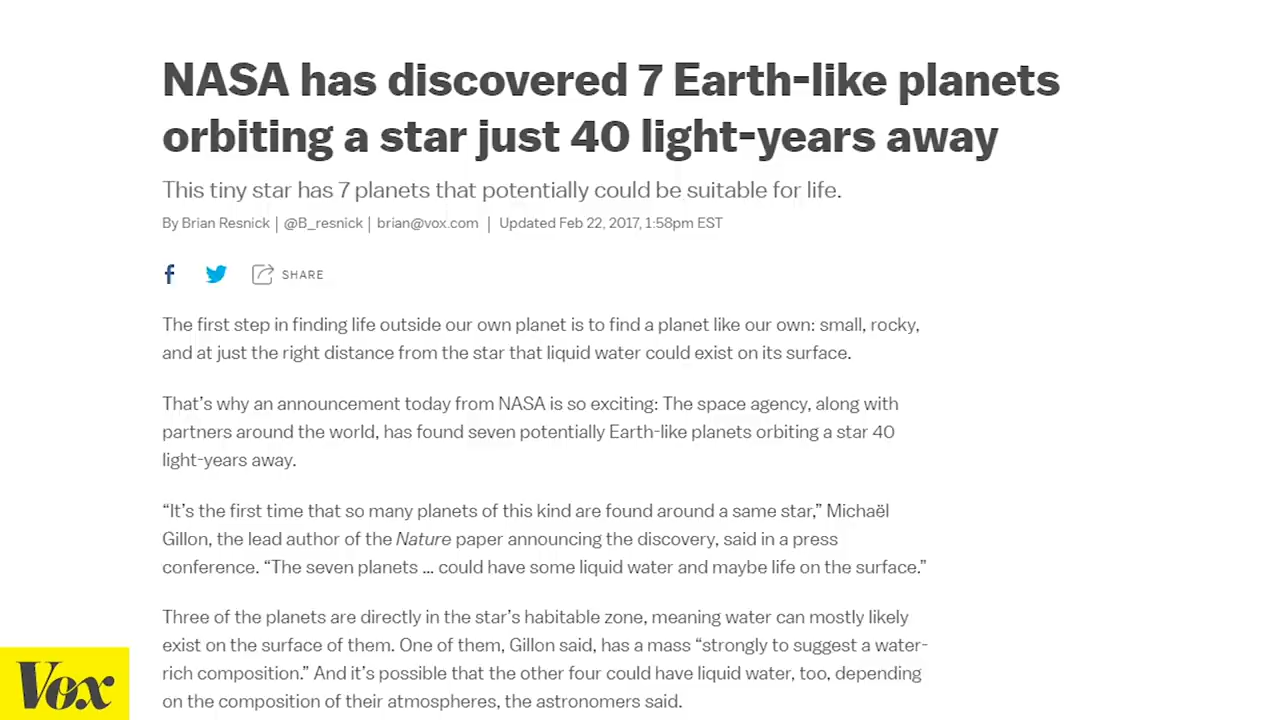 NASA has discovered 7 Earth-like planets
orbiting a star just 40 light-years away
This tiny star has 7 planets that potentially could be suitable for life.
By Brian Resnick | @B_resnick | brian@vox.com | Updated Feb 22, 2017, 1:58pm EST
f SHARE
The first step in finding life outside our own planet is to find a planet like our own: small, rocky,
and at just the right distance from the star that liquid water could exist on its surface.
That’s why an announcement today from NASA is so exciting: The space agency, along with
partners around the world, has found seven potentially Earth-like planets orbiting a star 40
light-years away.
“It’s the first time that so many planets of this kind are found around a same star,” Michaël
Gillon, the lead author of the Nature paper announcing the discovery, said in a press
conference. “The seven planets ... could have some liquid water and maybe life on the surface.”
Three of the planets are directly in the star’s habitable zone, meaning water can mostly likely
exist on the surface of them. One of them, Gillon said, has a mass “strongly to suggest a water-
rich composition.” And it’s possible that the other four could have liquid water, too, depending
on the composition of their atmospheres, the astronomers said.
Vox